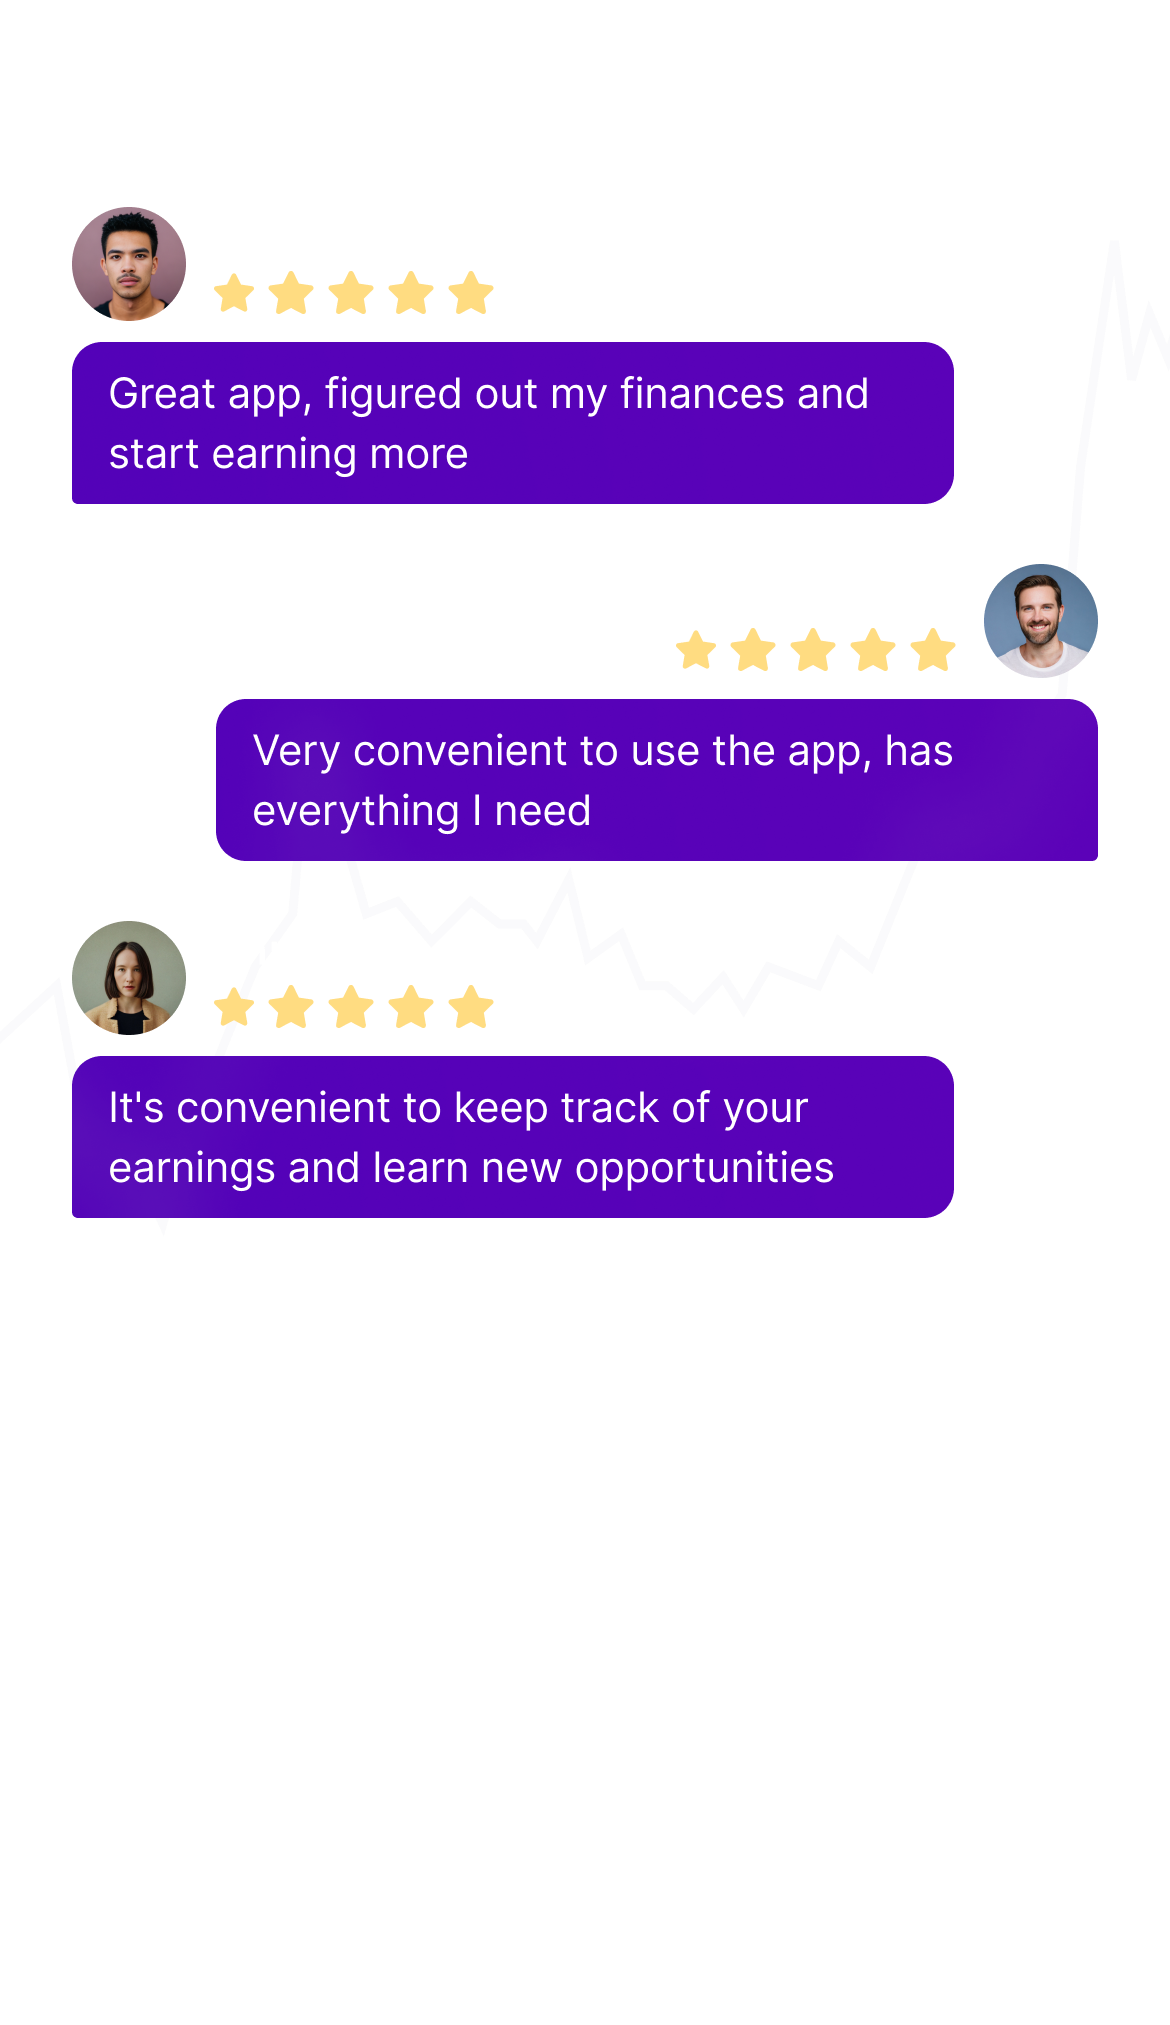 Great app, figured out my finances and
start earning more
Very convenient to use the app, has
everything I need
It's convenient to keep track of your
earnings and learn new opportunities